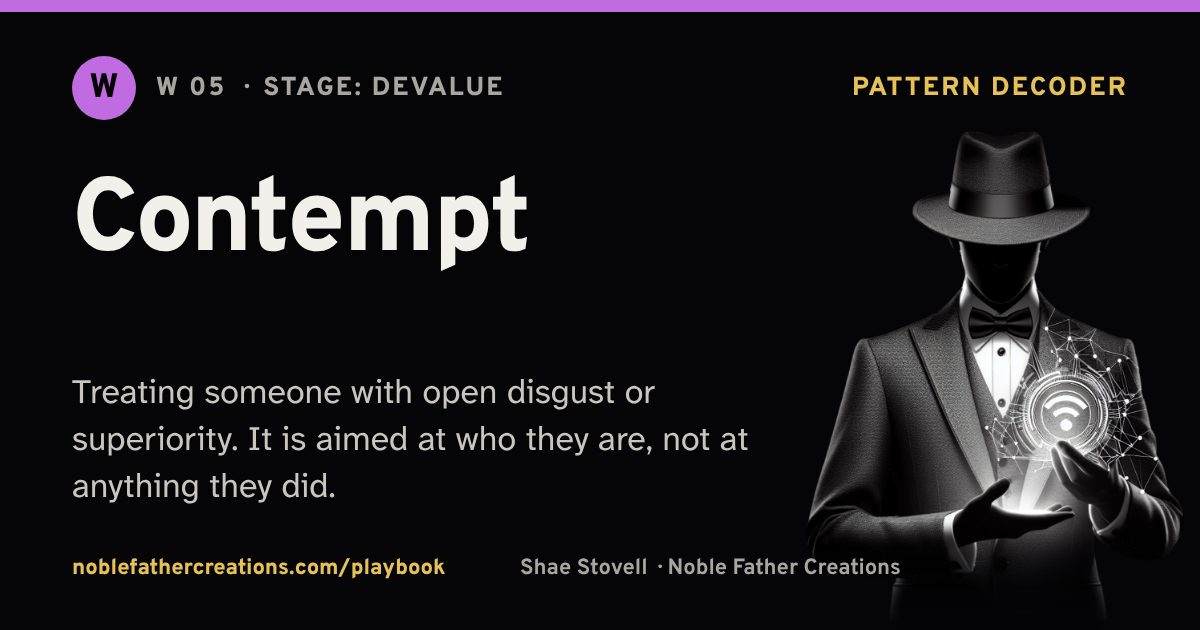 W W 05 · STAGE: DEVALUE PATTERN DECODER
Contempt
Treating someone with open disgust or
superiority. It is aimed at who they are, not at
anything they did.
noblefathercreations.com/playbook Shae Stovell · Noble Father Creations